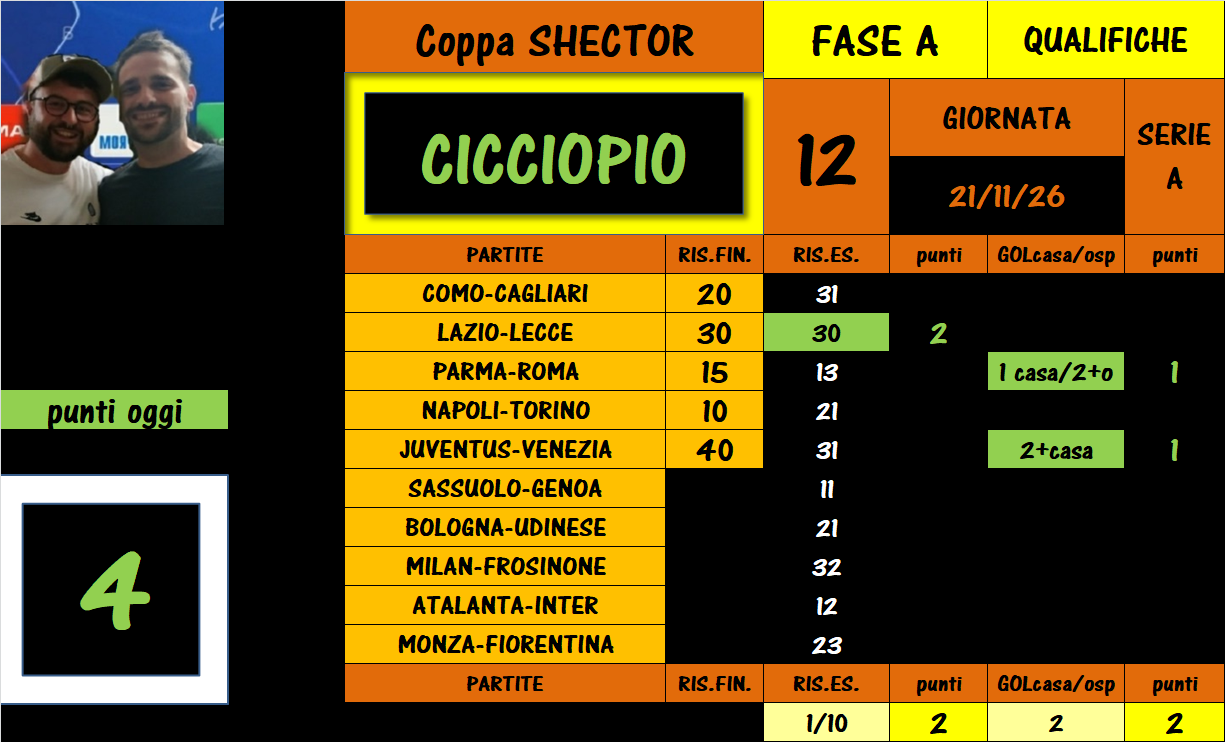 Coppa SHECTOR FASE A QUALIFICHE
CICCIOPIO 12 GIORNATA SERIE A
21/11/26
PARTITE RIS.FIN. RIS.ES. punti GOLcasa/osp punti
COMO-CAGLIARI 20 31
LAZIO-LECCE 30 30 2
PARMA-ROMA 15 13 1 casa/2+o 1
NAPOLI-TORINO 10 21
JUVENTUS-VENEZIA 40 31 2+casa 1
SASSUOLO-GENOA 11
BOLOGNA-UDINESE 21
MILAN-FROSINONE 32
ATALANTA-INTER 12
MONZA-FIORENTINA 23
PARTITE RIS.FIN. RIS.ES. punti GOLcasa/osp punti
1/10 2 2 2
punti oggi
4